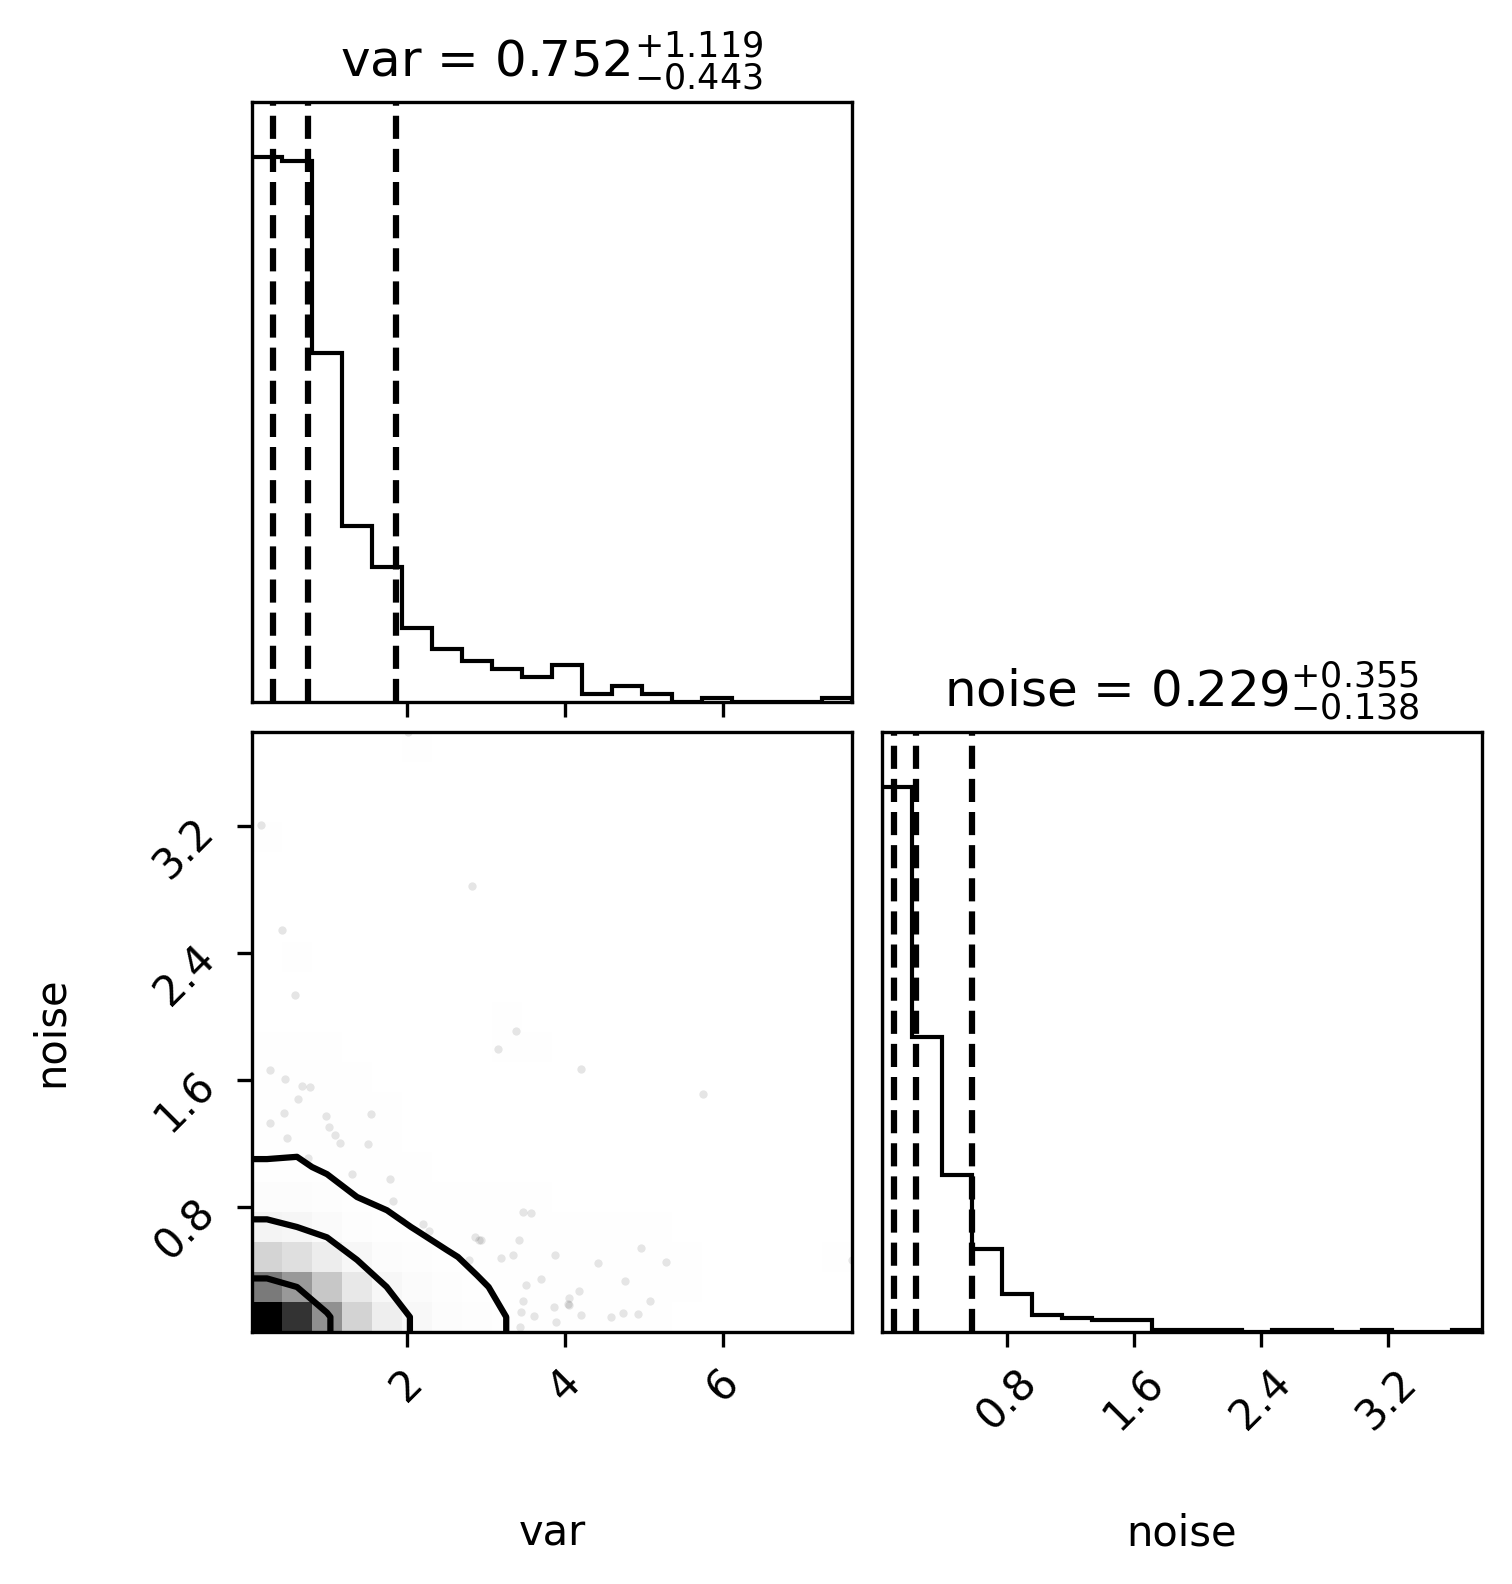 var = 0.752 +1.119 −0.443
noise = 0.229 +0.355 −0.138
3.2
2.4
1.6
0.8
noise
2 4 6
0.8 1.6 2.4 3.2
var
noise